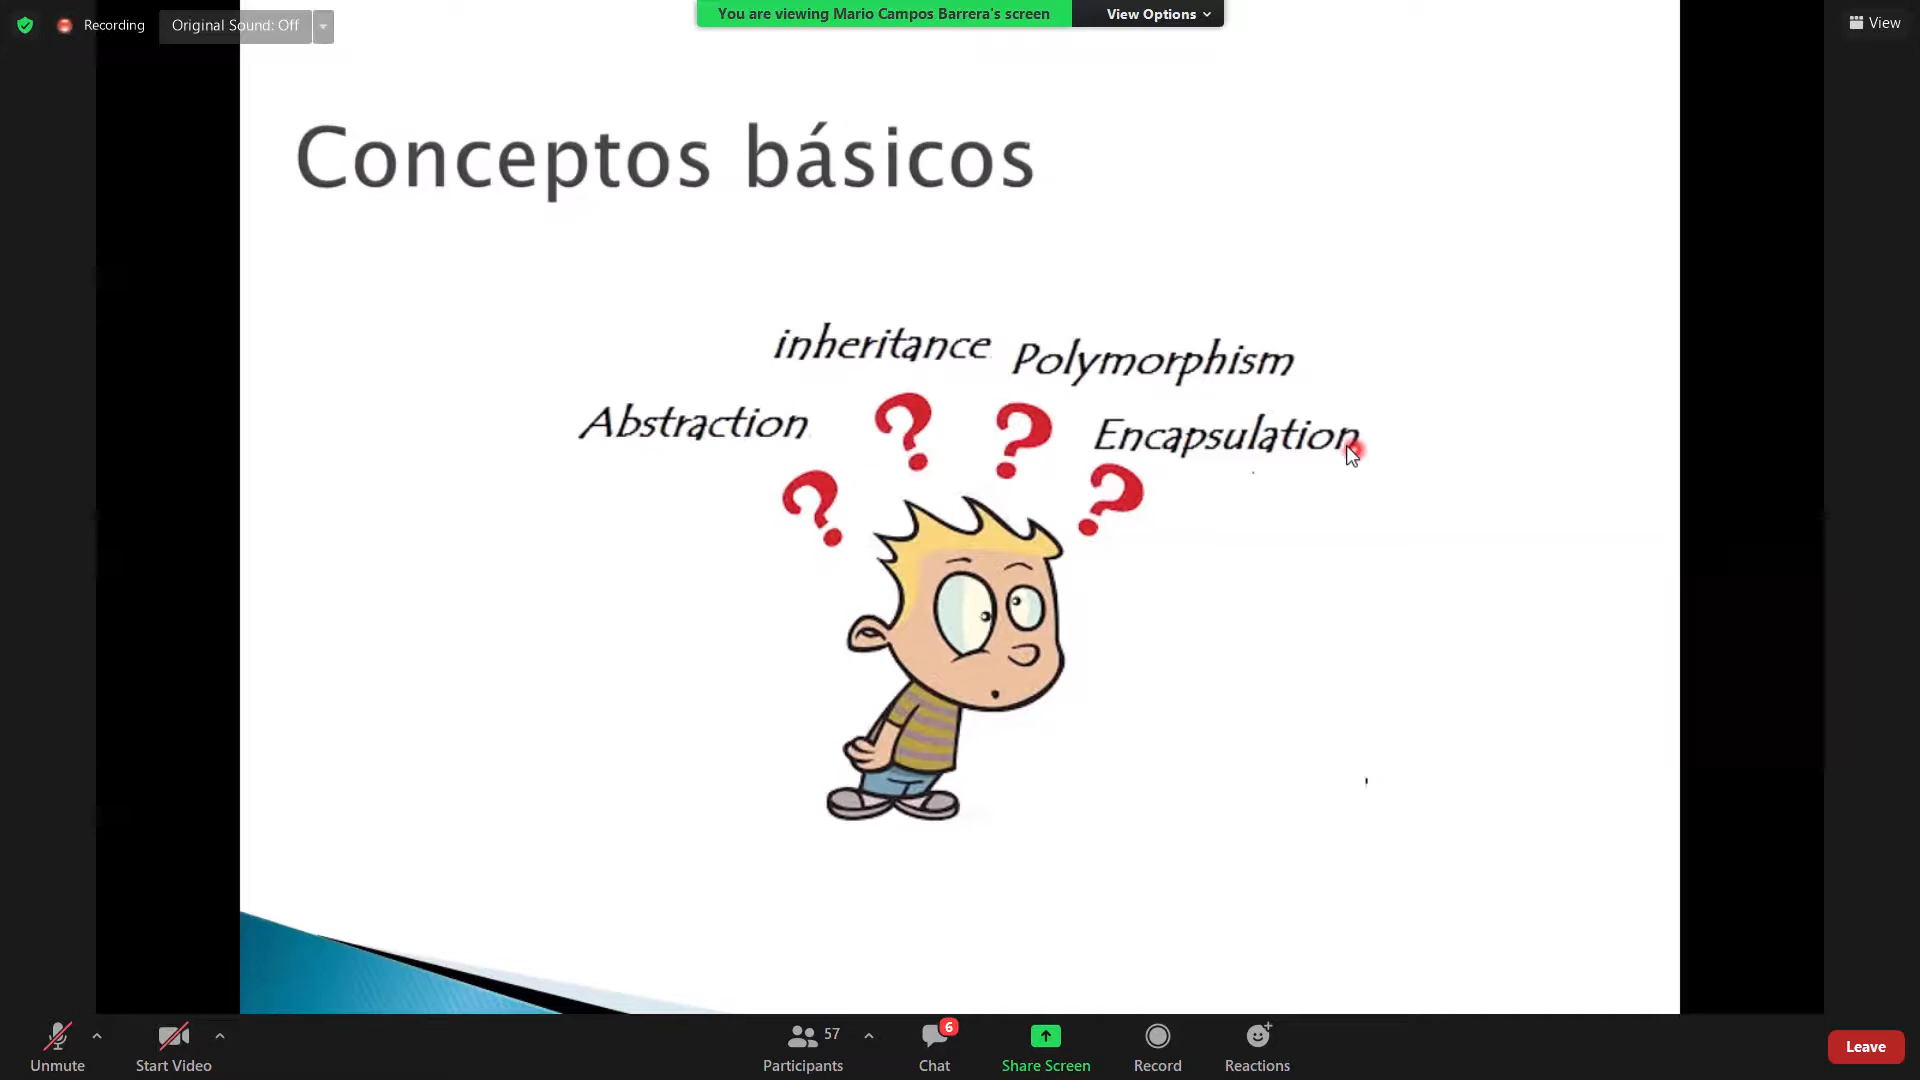 Recording
Original Sound: Off
You are viewing Mario Campos Barrera's screen
View Options
View
Conceptos básicos
inheritance
Polymorphism
Abstraction
Encapsulation
? ? ? ?
Unmute
Start Video
57
Participants
6
Chat
Share Screen
Record
Reactions
Leave